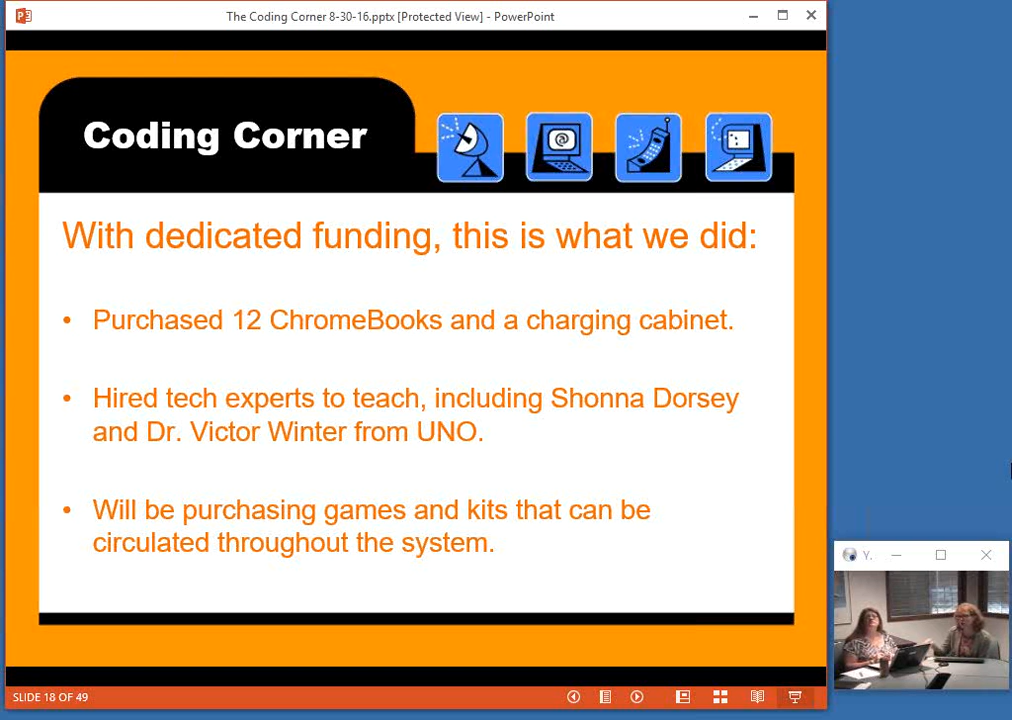 The Coding Corner 8-30-16.pptx [Protected View] - PowerPoint
Coding Corner
With dedicated funding, this is what we did:
• Purchased 12 ChromeBooks and a charging cabinet.
• Hired tech experts to teach, including Shonna Dorsey
and Dr. Victor Winter from UNO.
• Will be purchasing games and kits that can be
circulated throughout the system.
Y.
SLIDE 18 OF 49